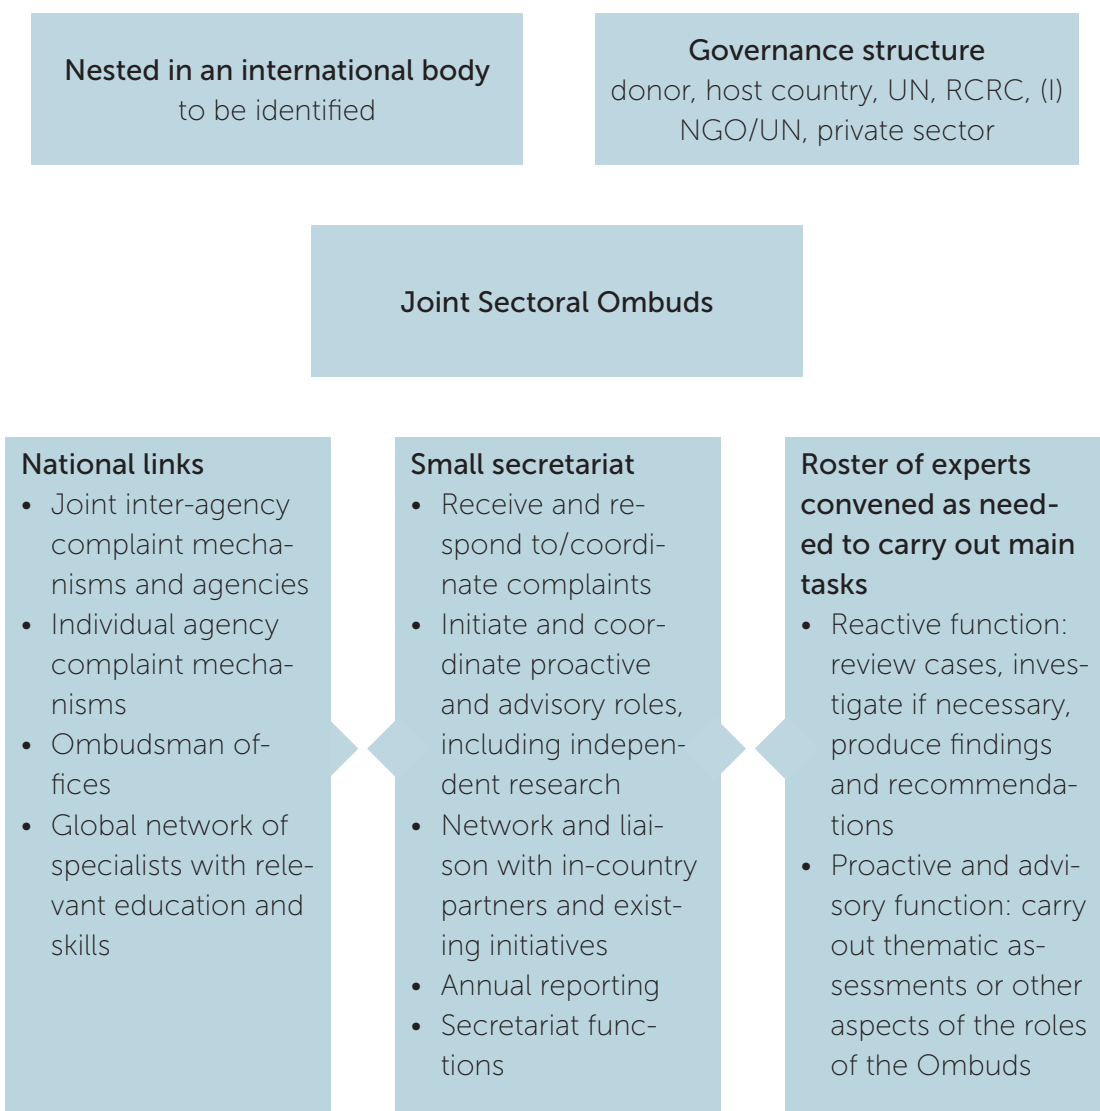 Nested in an international body
to be identified
Governance structure
donor, host country, UN, RCRC, (I)
NGO/UN, private sector
Joint Sectoral Ombuds
National links
• Joint inter-agency
complaint mecha-
nisms and agencies
• Individual agency
complaint mecha-
nisms
• Ombudsman of-
fices
• Global network of
specialists with rele-
vant education and
skills
Small secretariat
• Receive and re-
spond to/coordi-
nate complaints
• Initiate and coor-
dinate proactive
and advisory roles,
including indepen-
dent research
• Network and liai-
son with in-country
partners and exist-
ing initiatives
• Annual reporting
• Secretariat func-
tions
Roster of experts
convened as need-
ed to carry out main
tasks
• Reactive function:
review cases, inves-
tigate if necessary,
produce findings
and recommenda-
tions
• Proactive and advi-
sory function: carry
out thematic as-
sessments or other
aspects of the roles
of the Ombuds